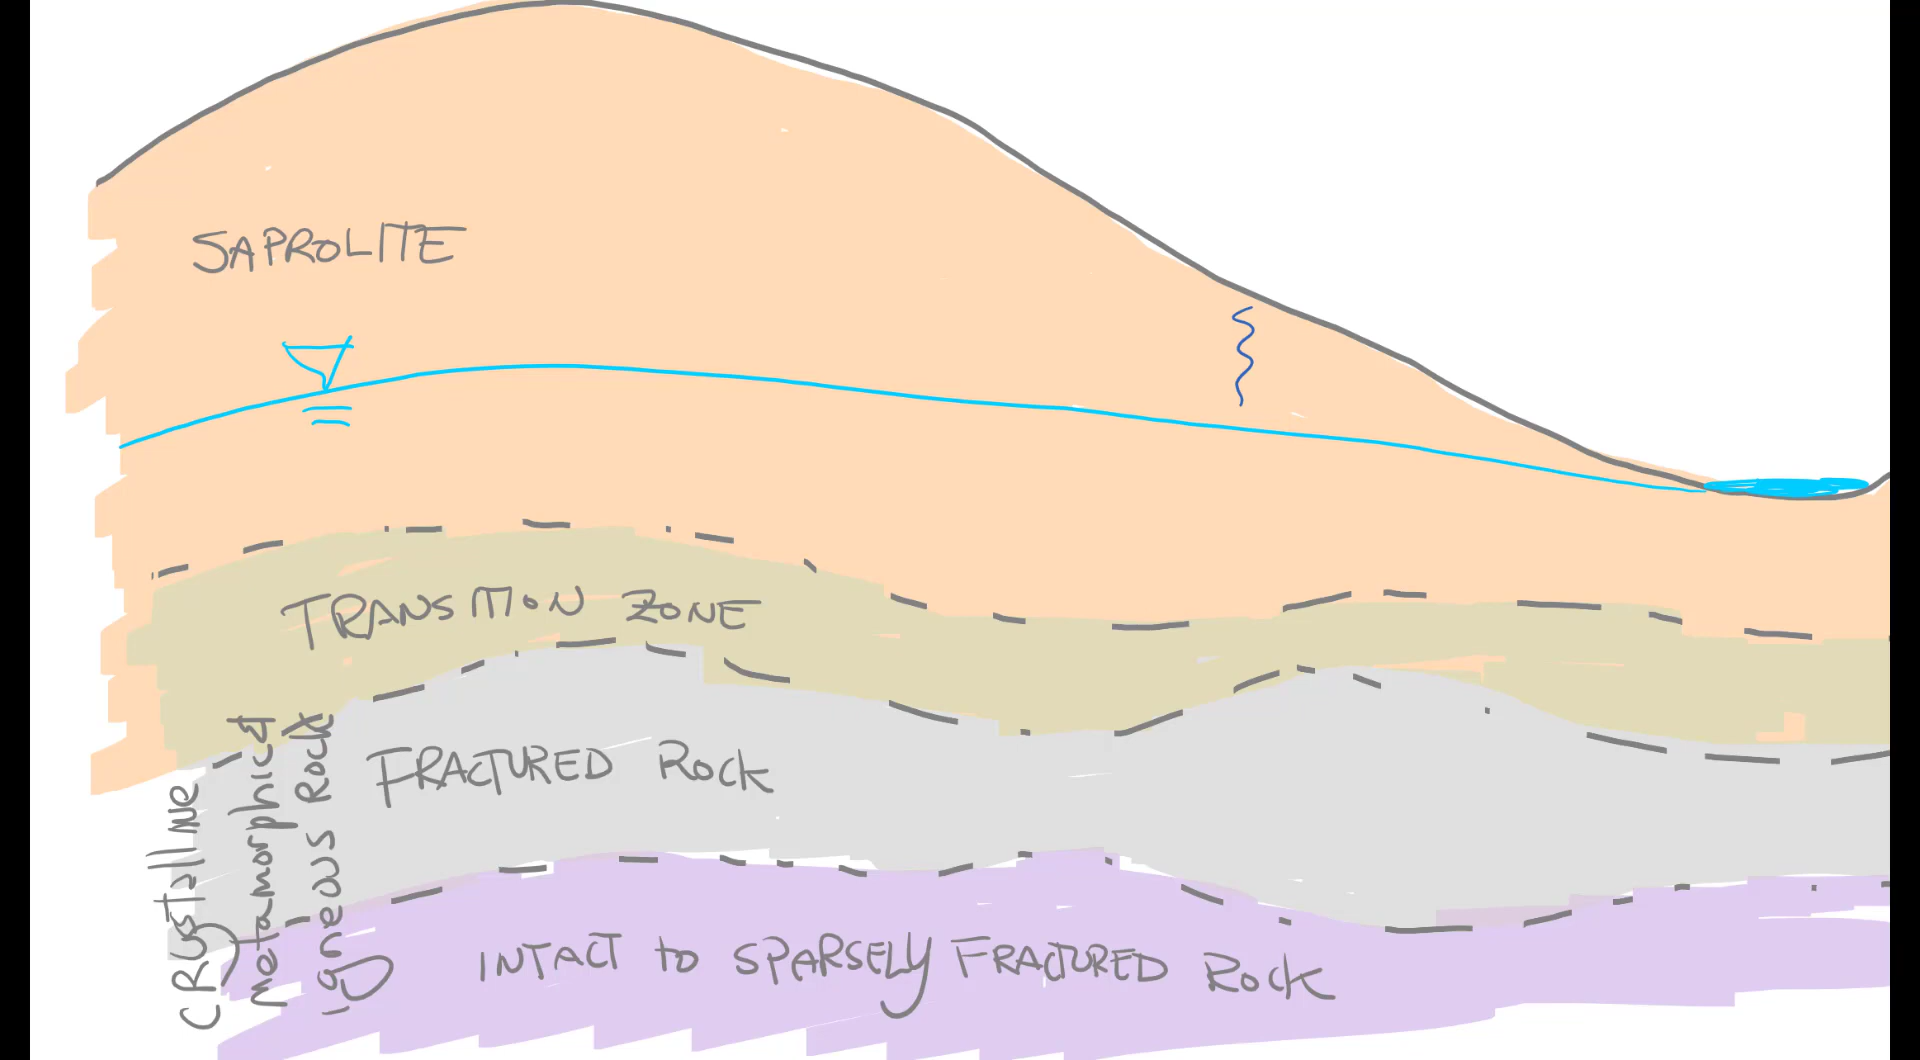 SAPROLITE
TRANSITION ZONE
FRACTURED Rock
INTACT to SPARSELY FRACTURED Rock
CRystalline
metamorphic d
igneous Rock